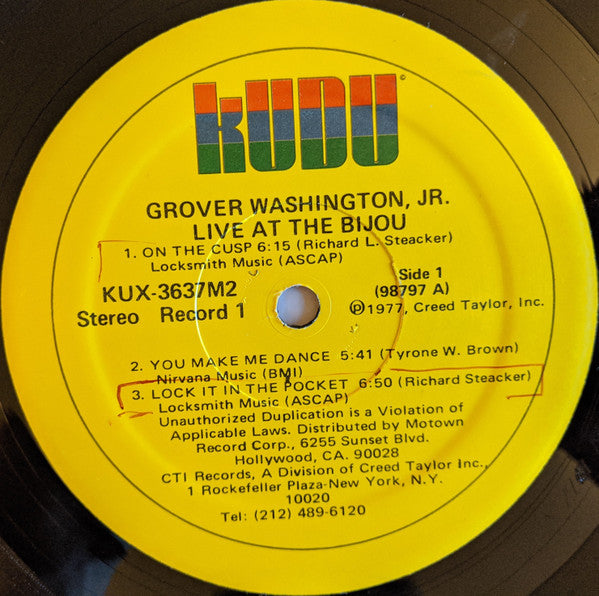 KUDU
GROVER WASHINGTON, JR.
LIVE AT THE BIJOU
1. ON THE CUSP 6:15 (Richard L. Steacker)
Locksmith Music (ASCAP)
KUX-3637M2
Stereo Record 1
Side 1
(98797 A)
℗1977, Creed Taylor, Inc.
2. YOU MAKE ME DANCE 5:41 (Tyrone W. Brown)
Nirvana Music (BMI)
3. LOCK IT IN THE POCKET 6:50 (Richard Steacker)
Locksmith Music (ASCAP)
Unauthorized Duplication is a Violation of
Applicable Laws. Distributed by Motown
Record Corp., 6255 Sunset Blvd.
Hollywood, CA. 90028
CTI Records, A Division of Creed Taylor Inc.,
1 Rockefeller Plaza-New York, N.Y.
10020
Tel: (212) 489-6120